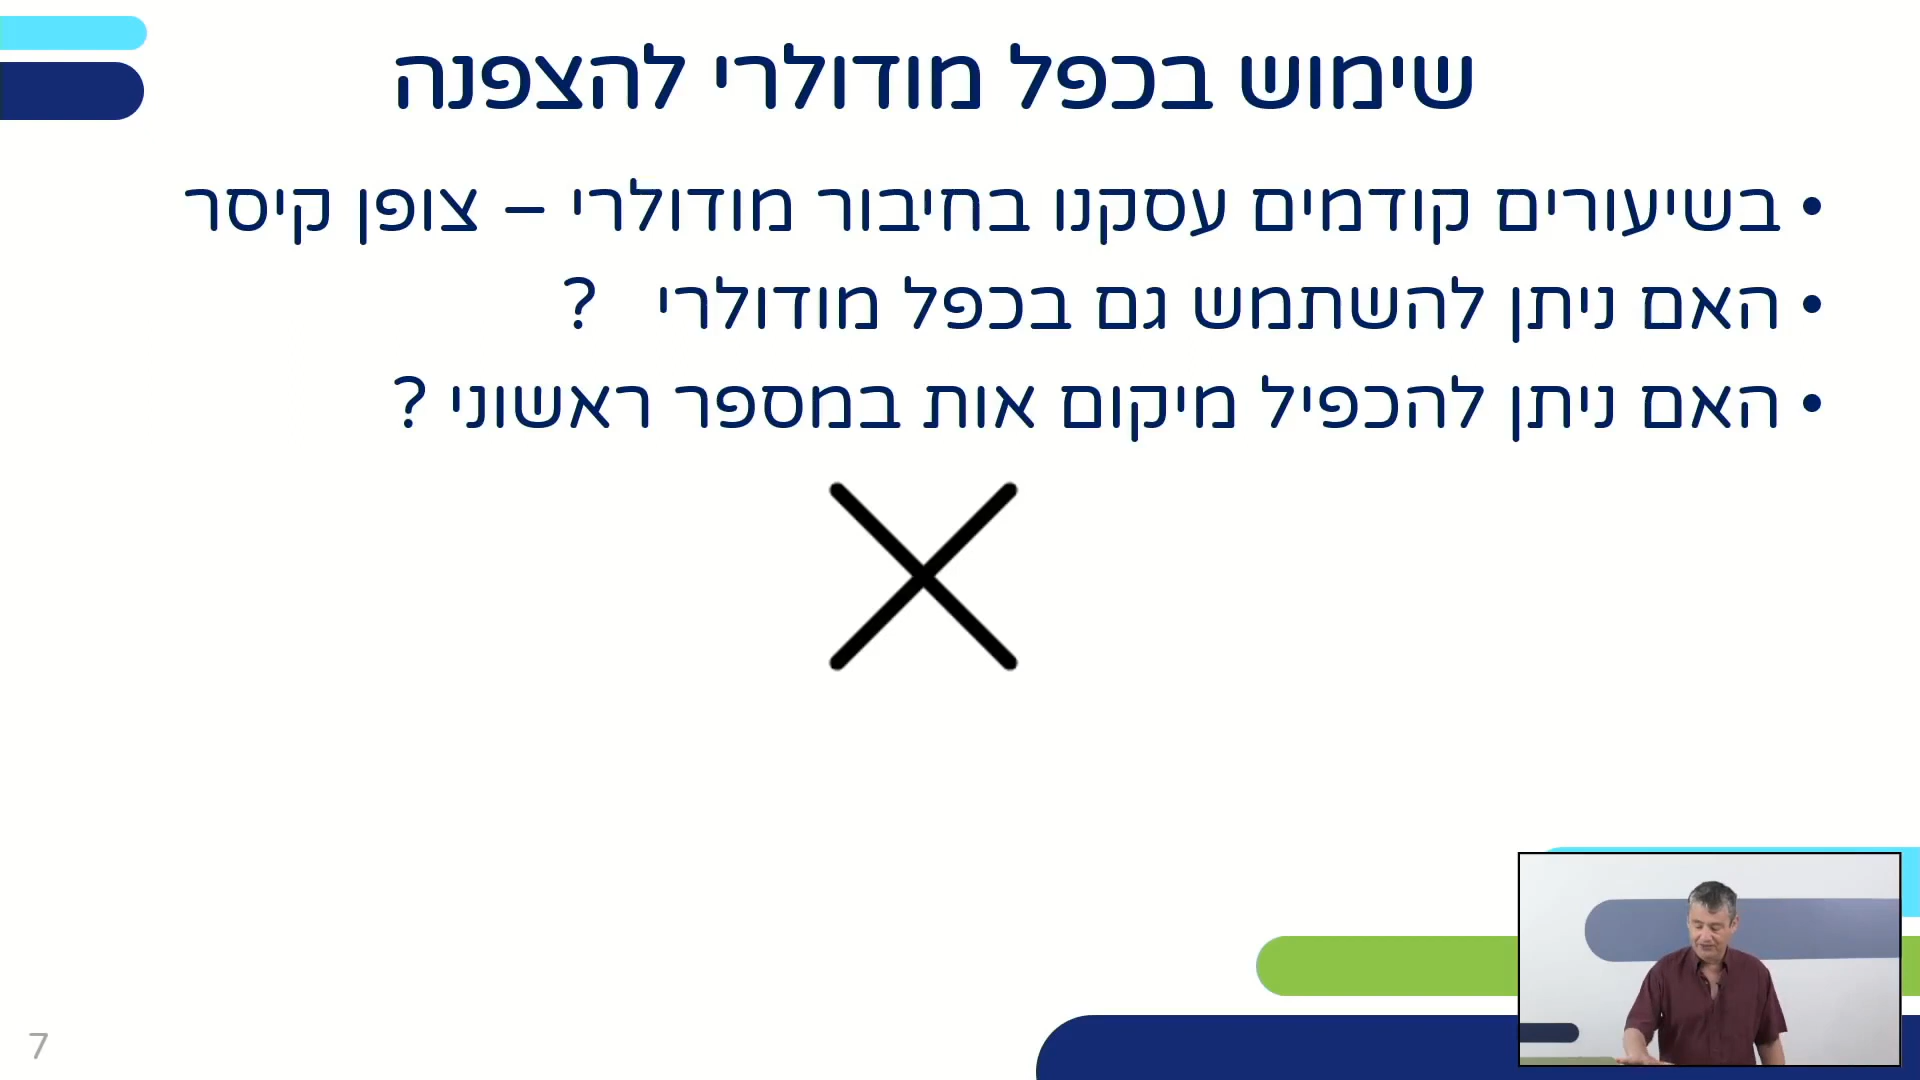 שימוש בכפל מודולרי להצפנה
• בשיעורים קודמים עסקנו בחיבור מודולרי – צופן קיסר
• האם ניתן להשתמש גם בכפל מודולרי ?
• האם ניתן להכפיל מיקום אות במספר ראשוני ?
7